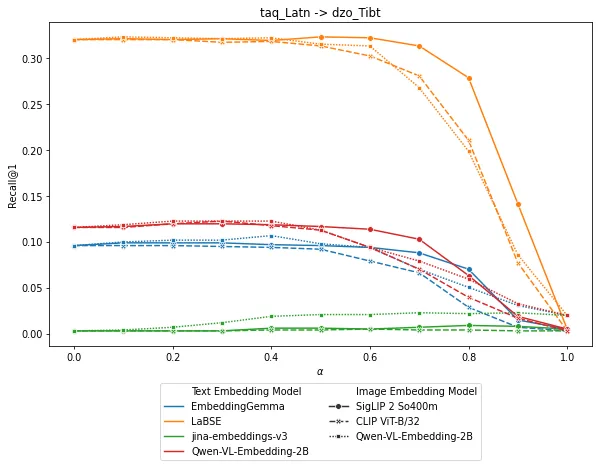 taq_Latn -> dzo_Tibt
Recall@1
0.30
0.25
0.20
0.15
0.10
0.05
0.00
0.0 0.2 0.4 0.6 0.8 1.0
α
Text Embedding Model
EmbeddingGemma
LaBSE
jina-embeddings-v3
Qwen-VL-Embedding-2B
Image Embedding Model
SigLIP 2 So400m
CLIP ViT-B/32
Qwen-VL-Embedding-2B